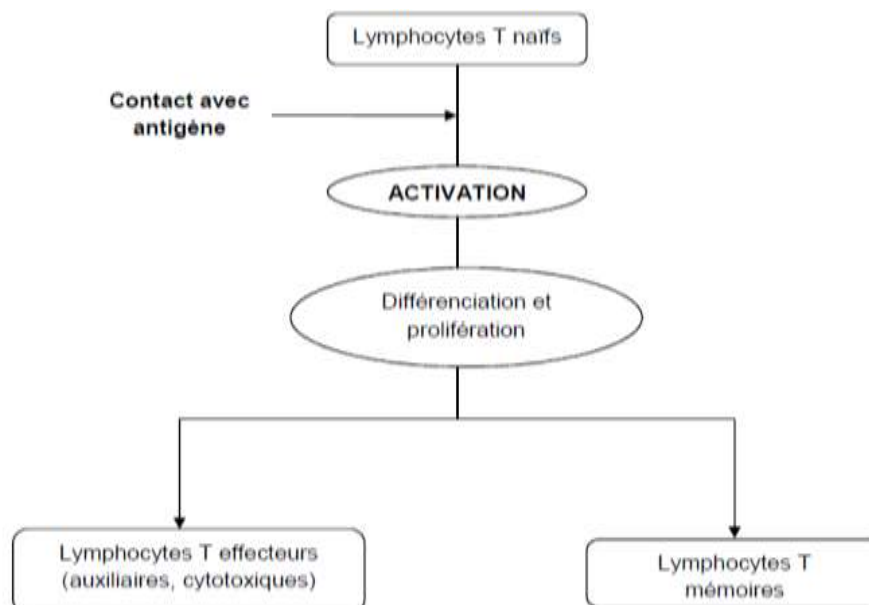 Lymphocytes T naïfs
Contact avec
antigène
ACTIVATION
Différenciation et
prolifération
Lymphocytes T effecteurs
(auxiliaires, cytotoxiques)
Lymphocytes T
mémoires